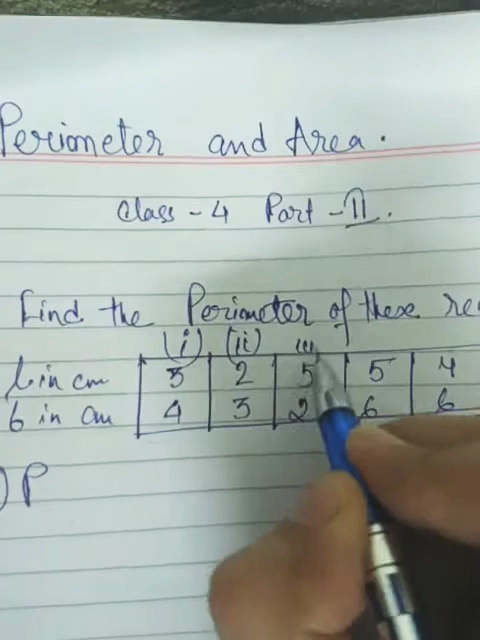 Perimeter and Area.
Class - 4 Part - II.
Find the Perimeter of these re
(i) (ii) iii
l in cm 3 2 5 5 4
b in cm 4 3 2 6 6
) P